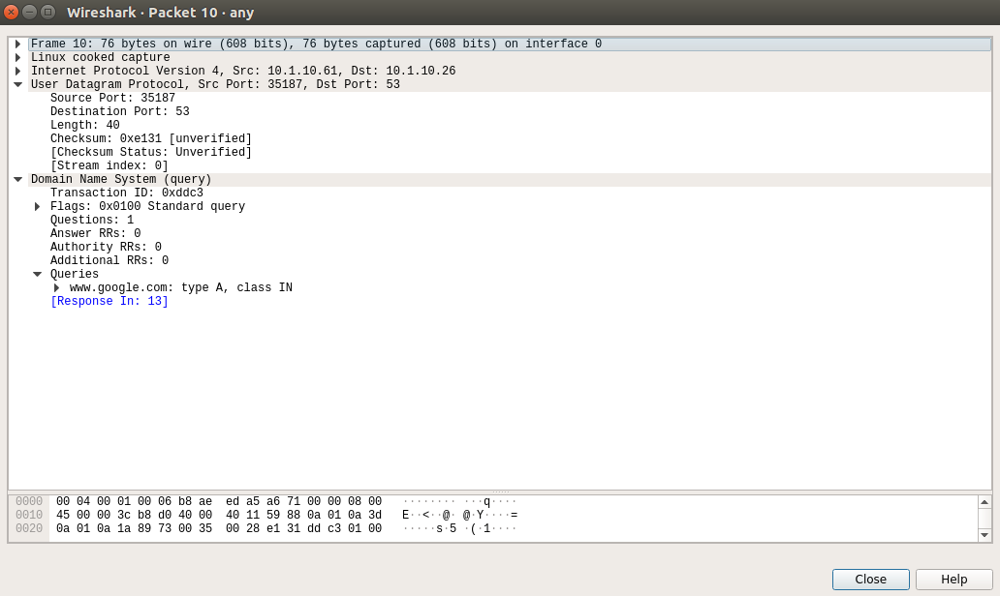 Wireshark · Packet 10 · any
Frame 10: 76 bytes on wire (608 bits), 76 bytes captured (608 bits) on interface 0
Linux cooked capture
Internet Protocol Version 4, Src: 10.1.10.61, Dst: 10.1.10.26
User Datagram Protocol, Src Port: 35187, Dst Port: 53
Source Port: 35187
Destination Port: 53
Length: 40
Checksum: 0xe131 [unverified]
[Checksum Status: Unverified]
[Stream index: 0]
Domain Name System (query)
Transaction ID: 0xddc3
Flags: 0x0100 Standard query
Questions: 1
Answer RRs: 0
Authority RRs: 0
Additional RRs: 0
Queries
www.google.com: type A, class IN
[Response In: 13]
0000 00 04 00 01 00 06 b8 ae ed a5 a6 71 00 00 08 00 ········ ···q····
0010 45 00 00 3c b8 d0 40 00 40 11 59 88 0a 01 0a 3d E··<··@· @·Y····=
0020 0a 01 0a 1a 89 73 00 35 00 28 e1 31 dd c3 01 00 ·····s·5 ·(·1····
Close Help